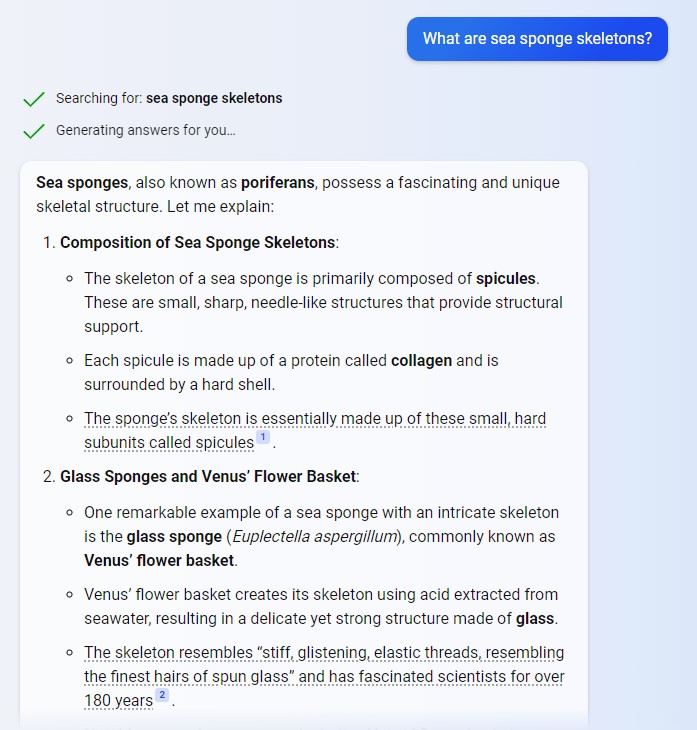 What are sea sponge skeletons?
Searching for: sea sponge skeletons
Generating answers for you...
Sea sponges, also known as poriferans, possess a fascinating and unique
skeletal structure. Let me explain:
1. Composition of Sea Sponge Skeletons:
The skeleton of a sea sponge is primarily composed of spicules.
These are small, sharp, needle-like structures that provide structural
support.
Each spicule is made up of a protein called collagen and is
surrounded by a hard shell.
The sponge's skeleton is essentially made up of these small, hard
subunits called spicules 1 .
2. Glass Sponges and Venus' Flower Basket:
One remarkable example of a sea sponge with an intricate skeleton
is the glass sponge (Euplectella aspergillum), commonly known as
Venus' flower basket.
Venus' flower basket creates its skeleton using acid extracted from
seawater, resulting in a delicate yet strong structure made of glass.
The skeleton resembles “stiff, glistening, elastic threads, resembling
the finest hairs of spun glass” and has fascinated scientists for over
180 years 2 .